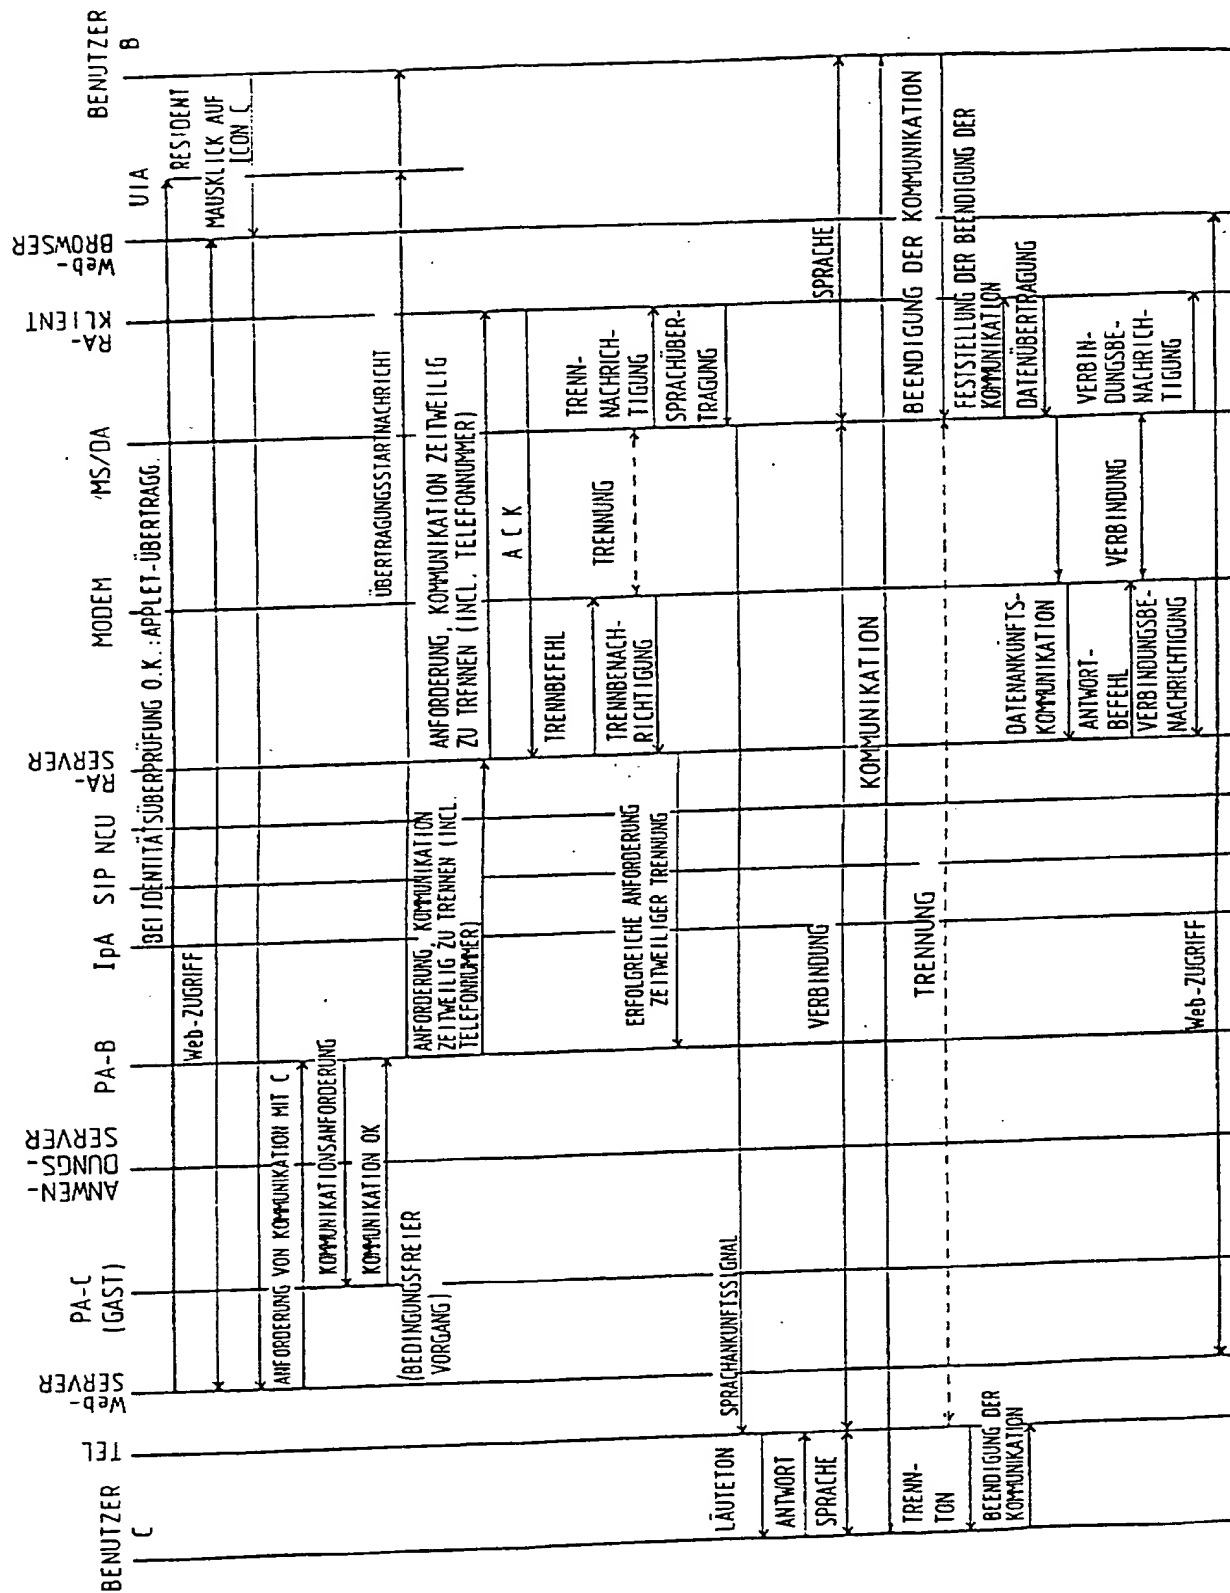 BENUTZER
C
TEL
Web-
SERVER
PA-C
(GAST)
ANWEN-
DUNGS-
SERVER
PA-B
IpA
SIP
NCU
RA-
SERVER
MODEM
MS/DA
RA-
KLIENT
Web-
BROWSER
UIA
BENUTZER
B
BEI IDENTITÄTSÜBERPRÜFUNG O.K.:APPLET-ÜBERTRAGG.
RESIDENT
Web-ZUGRIFF
MAUSKLICK AUF
ICON C
ANFORDERUNG VON KOMMUNIKATION MIT C
KOMMUNIKATIONSANFORDERUNG
KOMMUNIKATION OK
(BEDINGUNGSFREIER
VORGANG)
ÜBERTRAGUNGSSTARTNACHRICHT
ANFORDERUNG, KOMMUNIKATION
ZEITWEILIG ZU TRENNEN (INCL.
TELEFONNUMMER)
ANFORDERUNG, KOMMUNIKATION ZEITWEILIG
ZU TRENNEN (INCL. TELEFONNUMMER)
ACK
TRENNBEFEHL
TRENNUNG
TRENN-
NACHRICH-
TIGUNG
TRENNBENACH-
RICHTIGUNG
SPRACHÜBER-
TRAGUNG
ERFOLGREICHE ANFORDERUNG
ZEITWEILIGER TRENNUNG
SPRACHANKUNFTSSIGNAL
LÄUTETON
ANTWORT
SPRACHE
VERBINDUNG
SPRACHE
KOMMUNIKATION
BEENDIGUNG DER KOMMUNIKATION
TRENN-
TON
TRENNUNG
FESTSTELLUNG DER BEENDIGUNG DER
KOMMUNIKATION
BEENDIGUNG DER
KOMMUNIKATION
DATENÜBERTRAGUNG
DATENANKUNFTS-
KOMMUNIKATION
ANTWORT-
BEFEHL
VERBINDUNG
VERBIN-
DUNGSBE-
NACHRICH-
TIGUNG
VERBINDUNGSBE-
NACHRICHTIGUNG
Web-ZUGRIFF